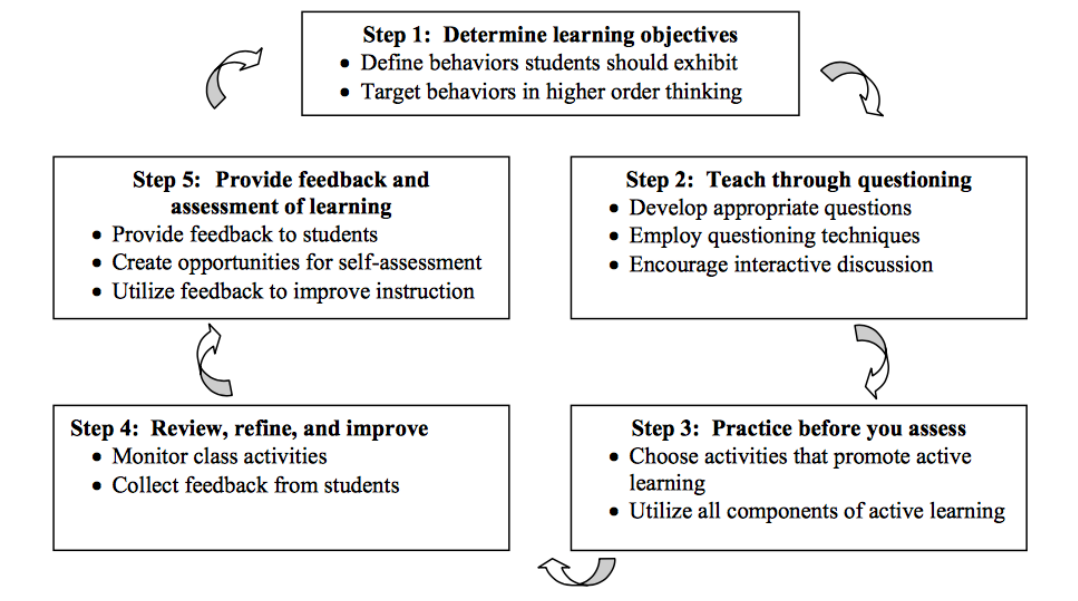 Step 1:  Determine learning objectives
• Define behaviors students should exhibit
• Target behaviors in higher order thinking
Step 2:  Teach through questioning
• Develop appropriate questions
• Employ questioning techniques
• Encourage interactive discussion
Step 3:  Practice before you assess
• Choose activities that promote active
learning
• Utilize all components of active learning
Step 4:  Review, refine, and improve
• Monitor class activities
• Collect feedback from students
Step 5:  Provide feedback and
assessment of learning
• Provide feedback to students
• Create opportunities for self-assessment
• Utilize feedback to improve instruction